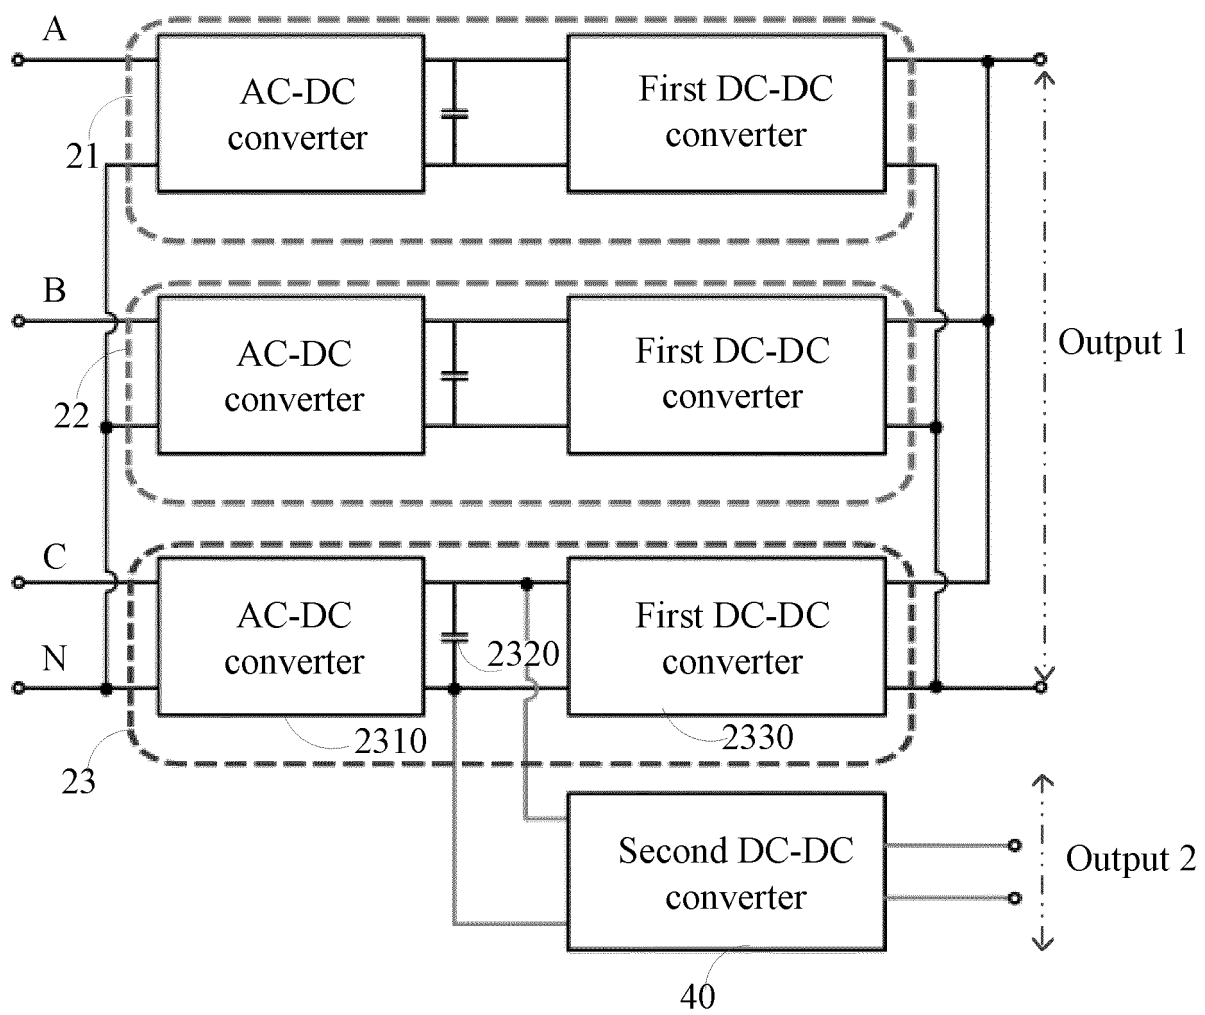 A
AC-DC
converter
First DC-DC
converter
21
B
AC-DC
converter
First DC-DC
converter
Output 1
22
C
AC-DC
converter
First DC-DC
converter
N
2320
2310
2330
23
Second DC-DC
converter
Output 2
40